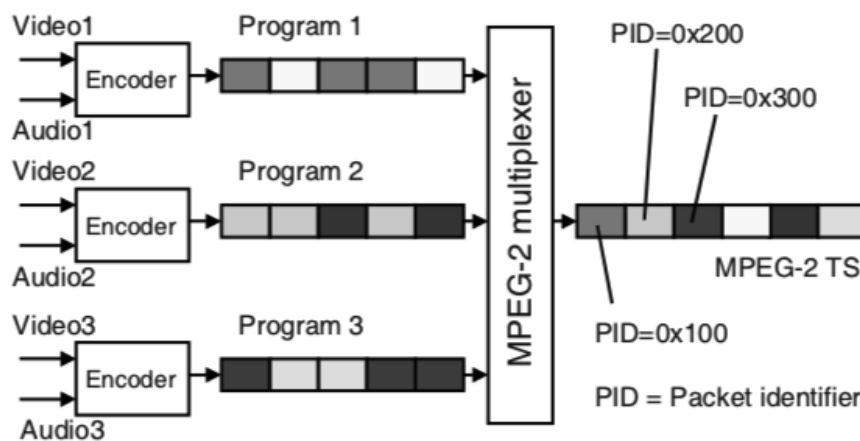 Video1
Program 1
PID=0x200
Encoder
PID=0x300
Audio1
Video2
Program 2
Encoder
MPEG-2 multiplexer
MPEG-2 TS
Audio2
Video3
Program 3
PID=0x100
Encoder
PID = Packet identifier
Audio3